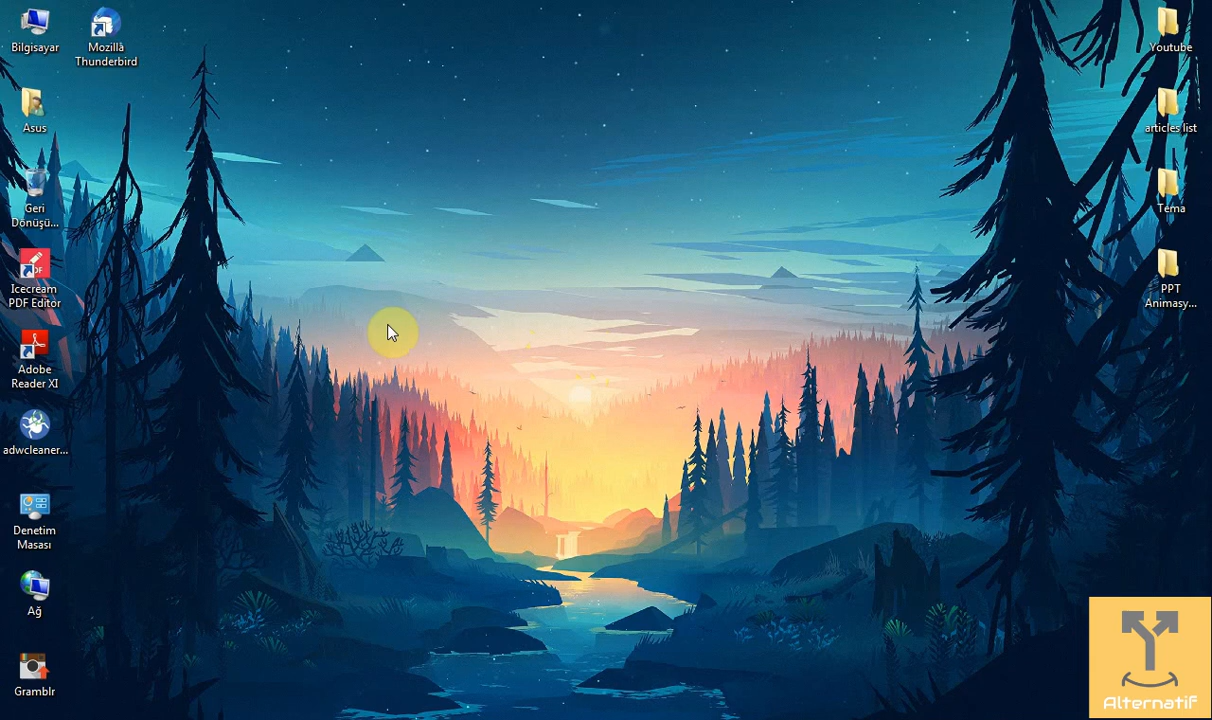 Bilgisayar
Mozilla
Thunderbird
Asus
Geri
Dönüşü...
Icecream
PDF Editor
Adobe
Reader XI
adwcleaner...
Denetim
Masası
Ağ
Gramblr
Youtube
articles list
Tema
PPT
Animasy...
Alternatif